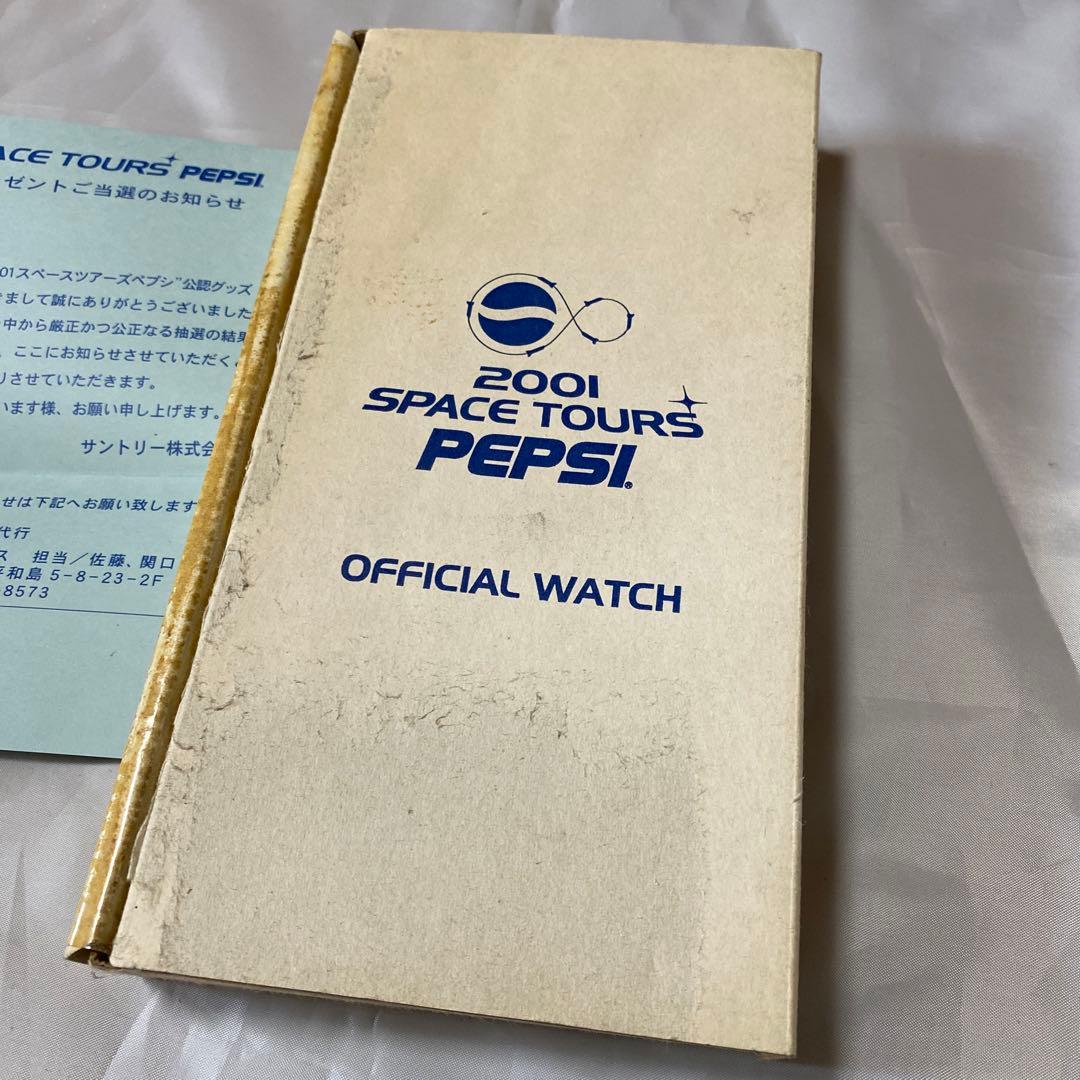 ACE TOURS PEPSI
ゼントご当選のお知らせ
01スペースツアーズペプシ"公認グッズ
まして誠にありがとうございました
中から厳正かつ公正なる抽選の結果
、ここにお知らせさせていただく
りさせていただきます。
います様、お願い申し上げます。
サントリー株式会
せは下記へお願い致します
代行
ス 担当/佐藤、関口
平和島5-8-23-2F
-8573
2001
SPACE TOURS
PEPSI®
OFFICIAL WATCH